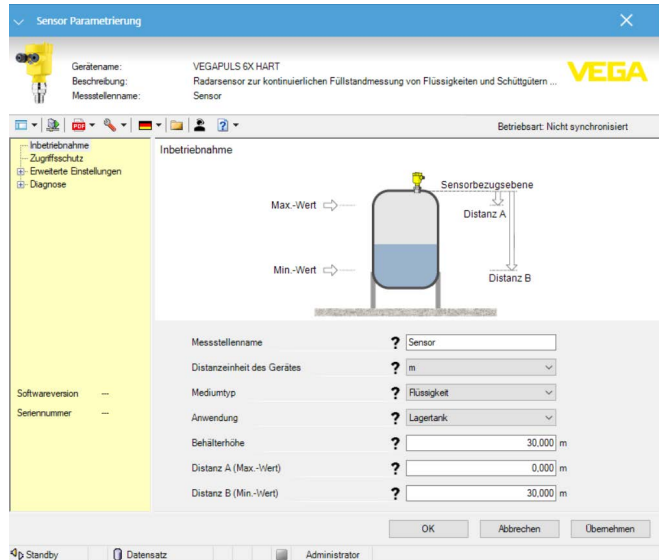 Sensor Parametrierung
Gerätename: VEGAPULS 6X HART
Beschreibung: Radarsensor zur kontinuierlichen Füllstandmessung von Flüssigkeiten und Schüttgütern ...
Messstellenname: Sensor
VEGA
PDF
Betriebsart: Nicht synchronisiert
Inbetriebnahme
Zugriffsschutz
Erweiterte Einstellungen
Diagnose
Softwareversion ---
Seriennummer ---
Inbetriebnahme
Sensorbezugsebene
Max.-Wert
Distanz A
Min.-Wert
Distanz B
Messstellenname ? Sensor
Distanzeinheit des Gerätes ? m
Mediumtyp ? Flüssigkeit
Anwendung ? Lagertank
Behälterhöhe ? 30,000 m
Distanz A (Max.-Wert) ? 0,000 m
Distanz B (Min.-Wert) ? 30,000 m
OK Abbrechen Übernehmen
Standby Datensatz Administrator